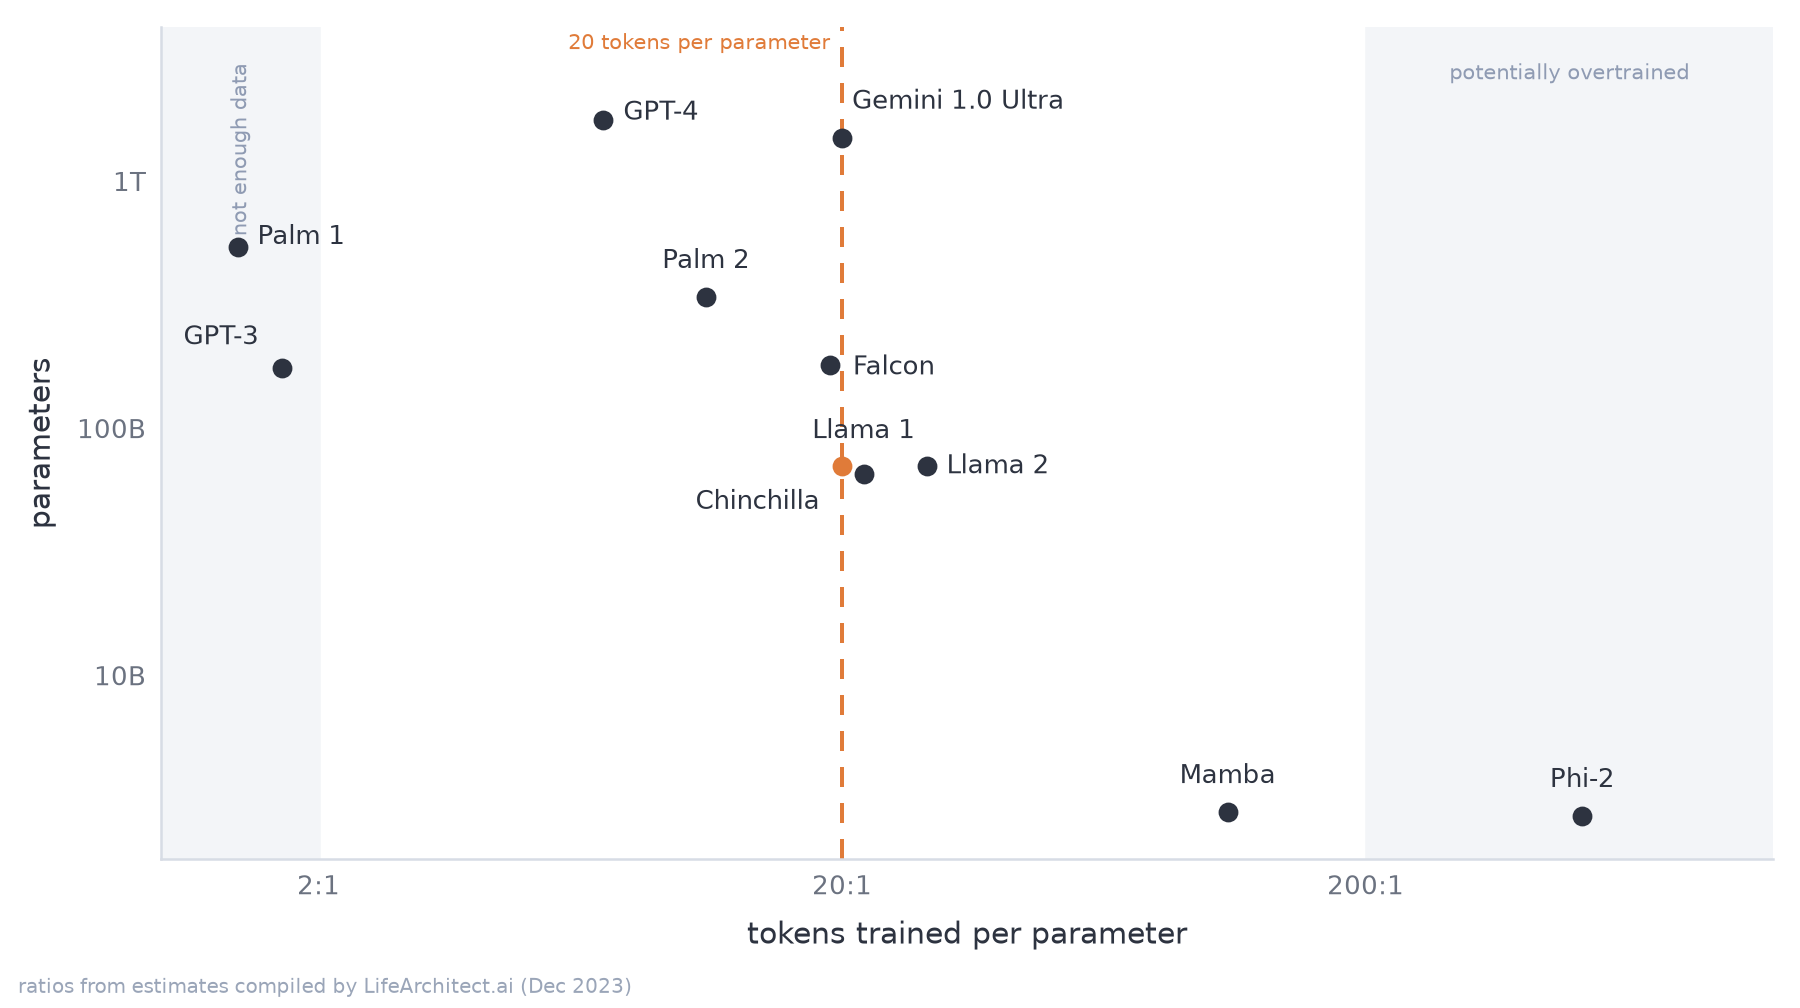 20 tokens per parameter
not enough data
potentially overtrained
GPT-4
Gemini 1.0 Ultra
1T
Palm 1
Palm 2
GPT-3
Falcon
parameters
100B
Llama 1
Llama 2
Chinchilla
10B
Mamba
Phi-2
2:1
20:1
200:1
tokens trained per parameter
ratios from estimates compiled by LifeArchitect.ai (Dec 2023)